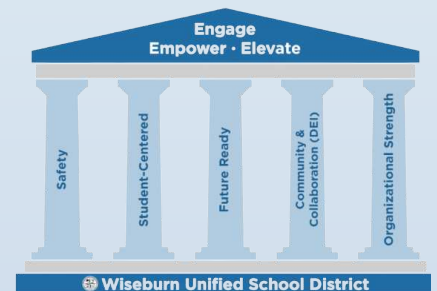 Engage
Empower · Elevate
Safety
Student-Centered
Future Ready
Community &
Collaboration (DEI)
Organizational Strength
Wiseburn Unified School District